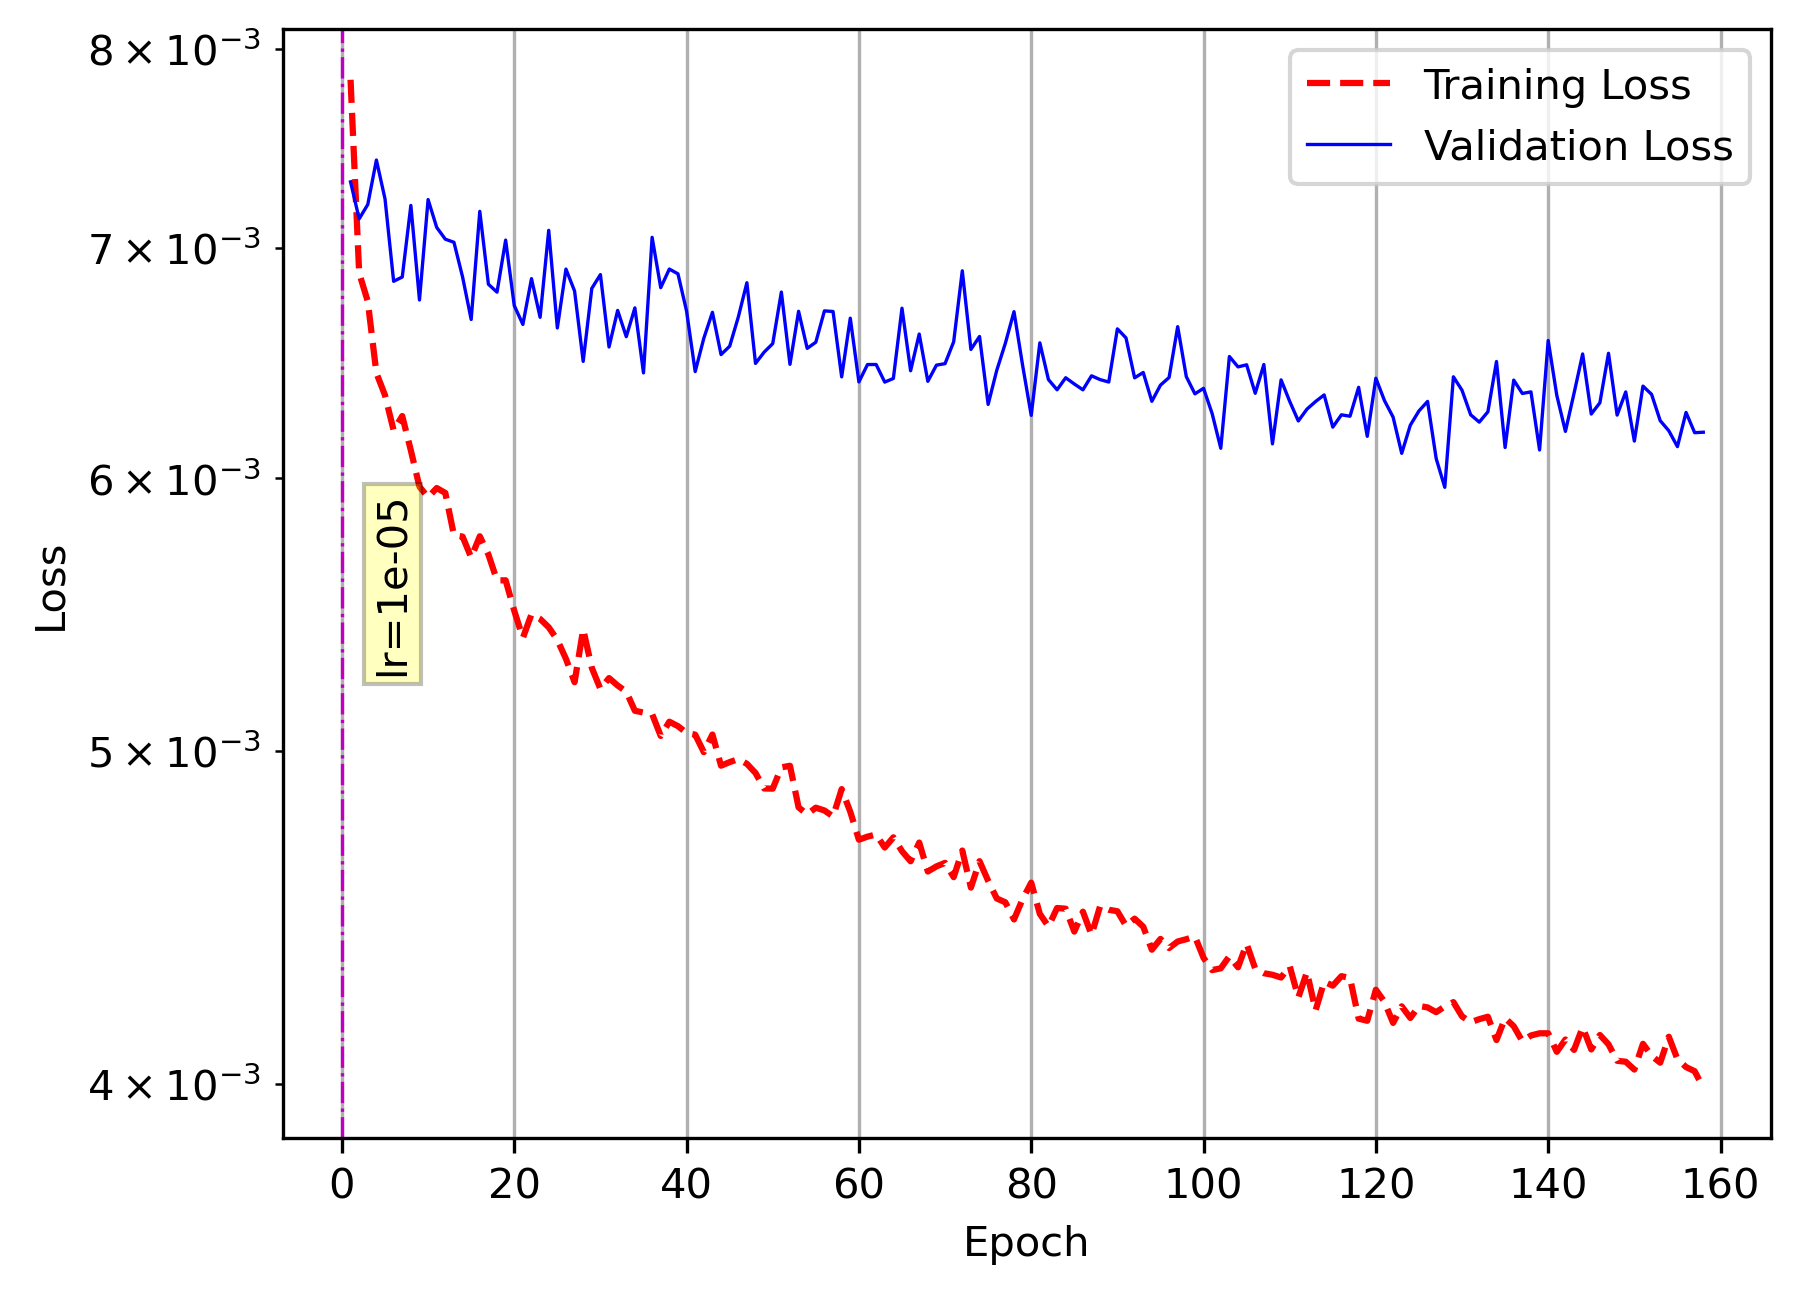 8×10⁻³
7×10⁻³
6×10⁻³
5×10⁻³
4×10⁻³
Loss
Training Loss
Validation Loss
lr=1e-05
0 20 40 60 80 100 120 140 160
Epoch